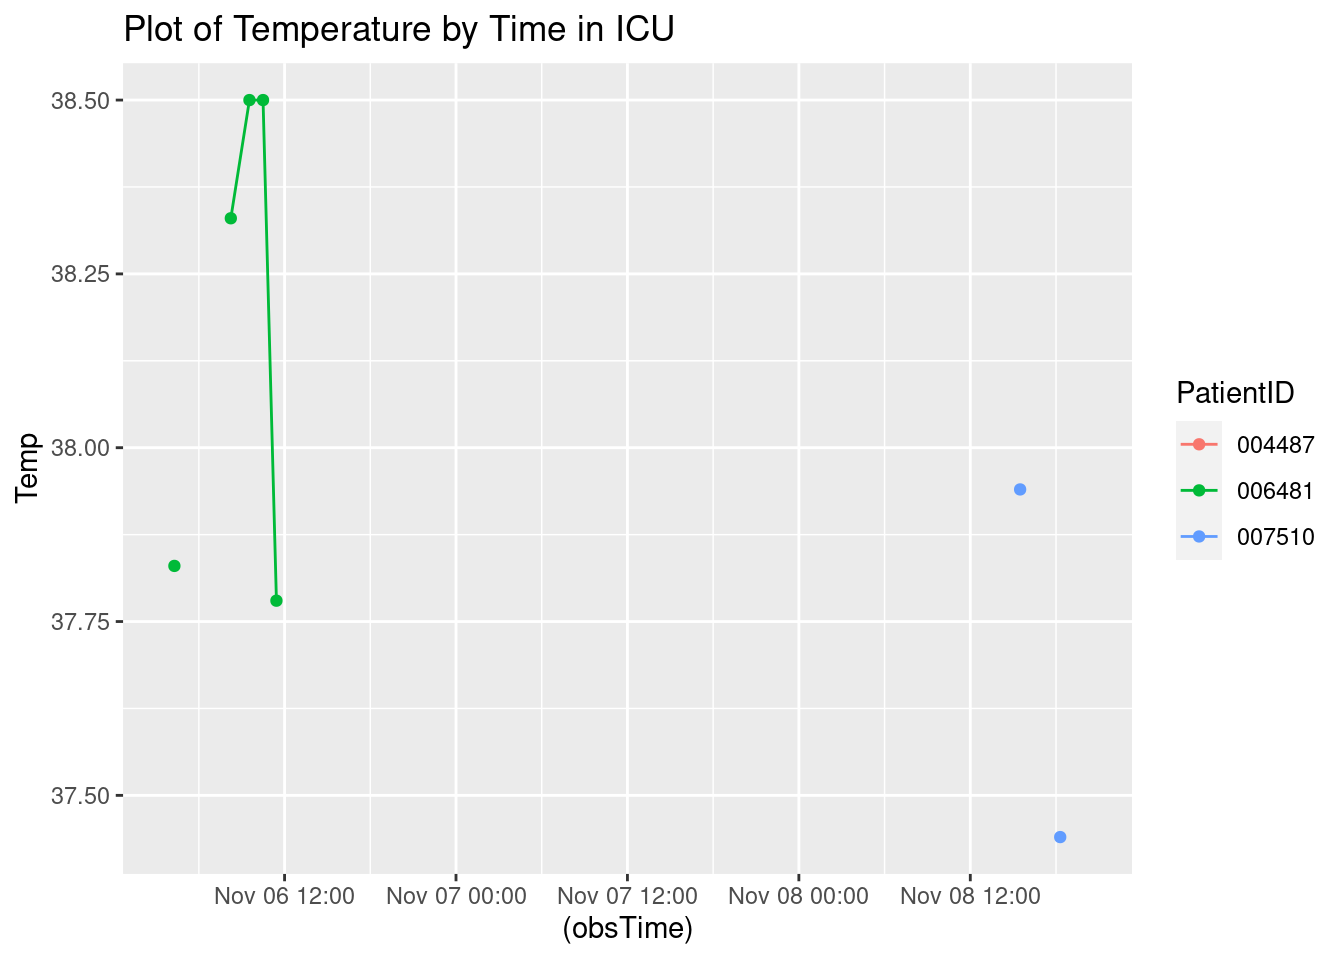 Plot of Temperature by Time in ICU
38.50
38.25
38.00
37.75
37.50
Temp
Nov 06 12:00
Nov 07 00:00
Nov 07 12:00
Nov 08 00:00
Nov 08 12:00
(obsTime)
PatientID
004487
006481
007510